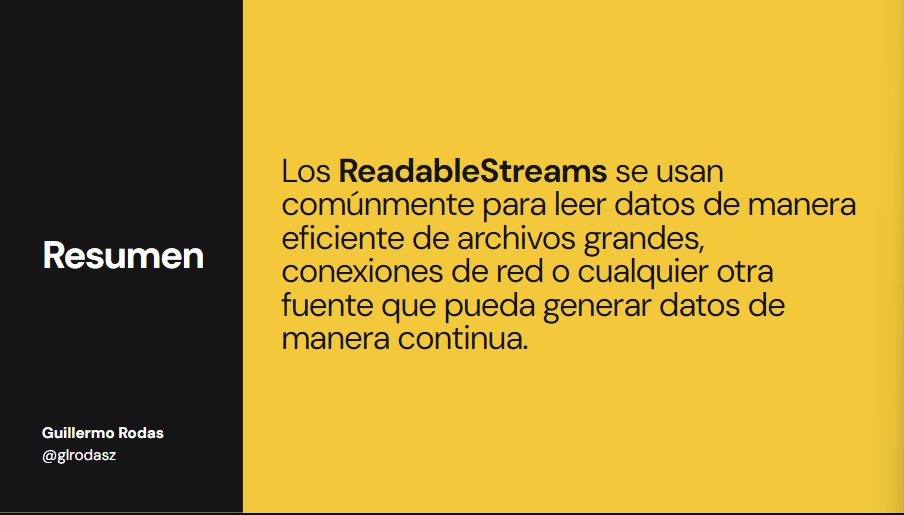 Resumen
Guillermo Rodas
@glrodasz
Los ReadableStreams se usan
comúnmente para leer datos de manera
eficiente de archivos grandes,
conexiones de red o cualquier otra
fuente que pueda generar datos de
manera continua.